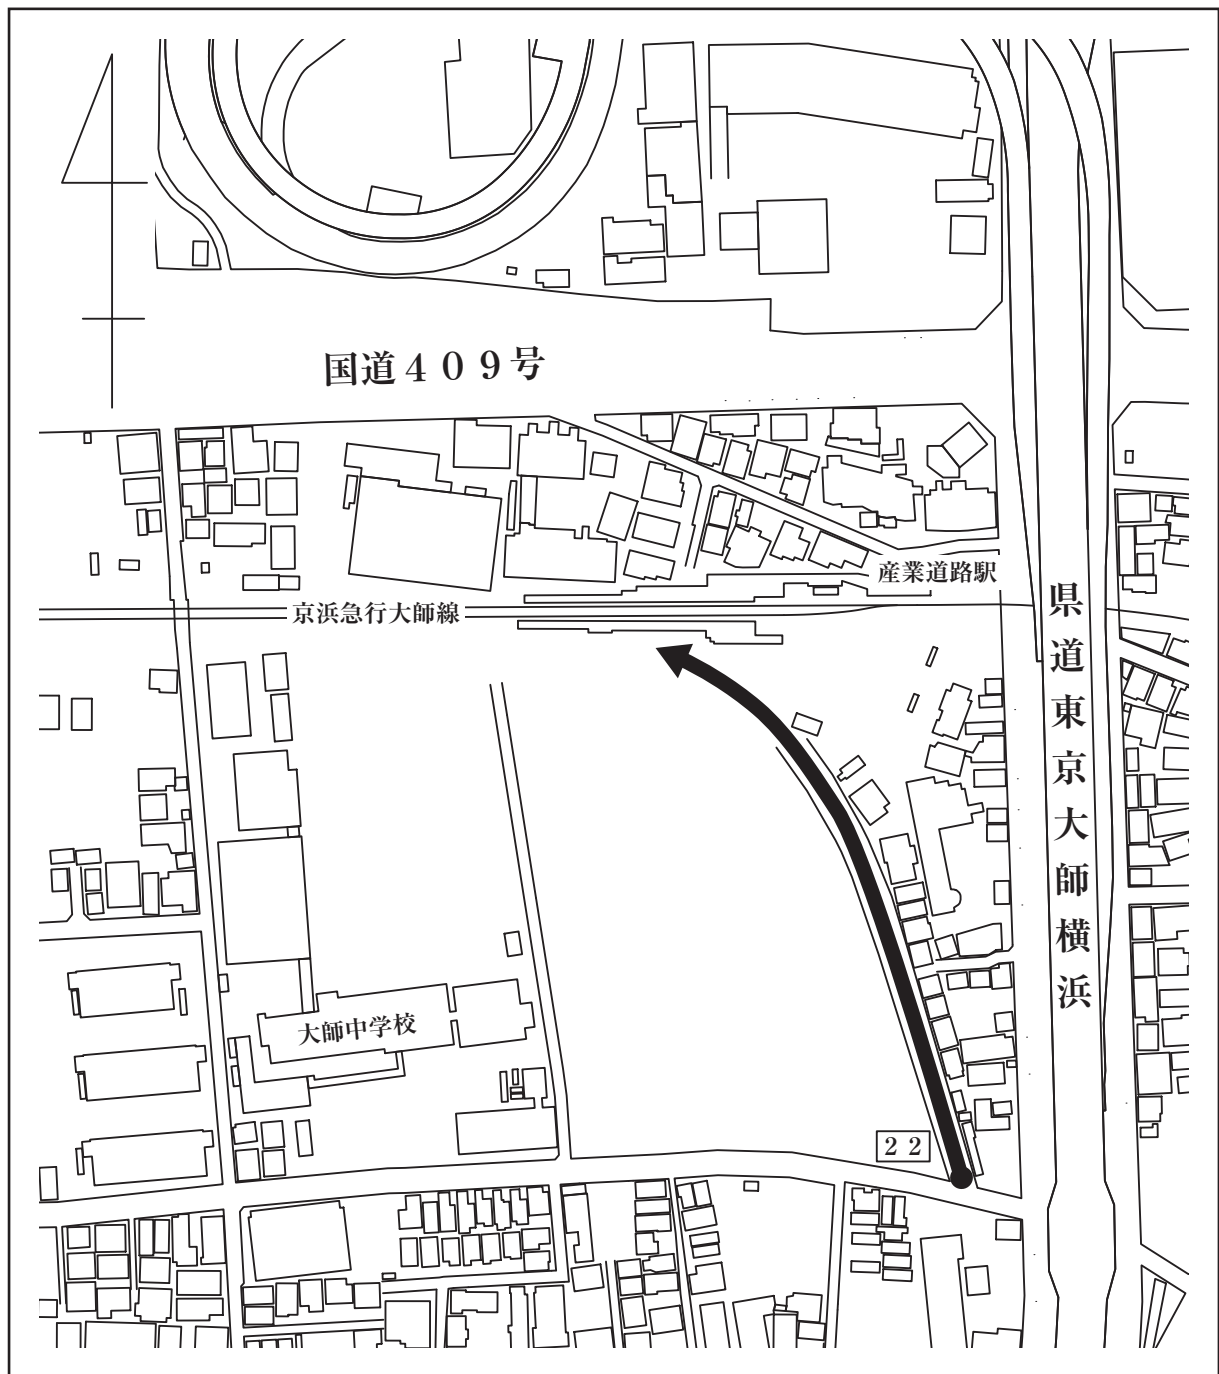 国道４０９号
産業道路駅
京浜急行大師線
県道東京大師横浜
大師中学校
２２